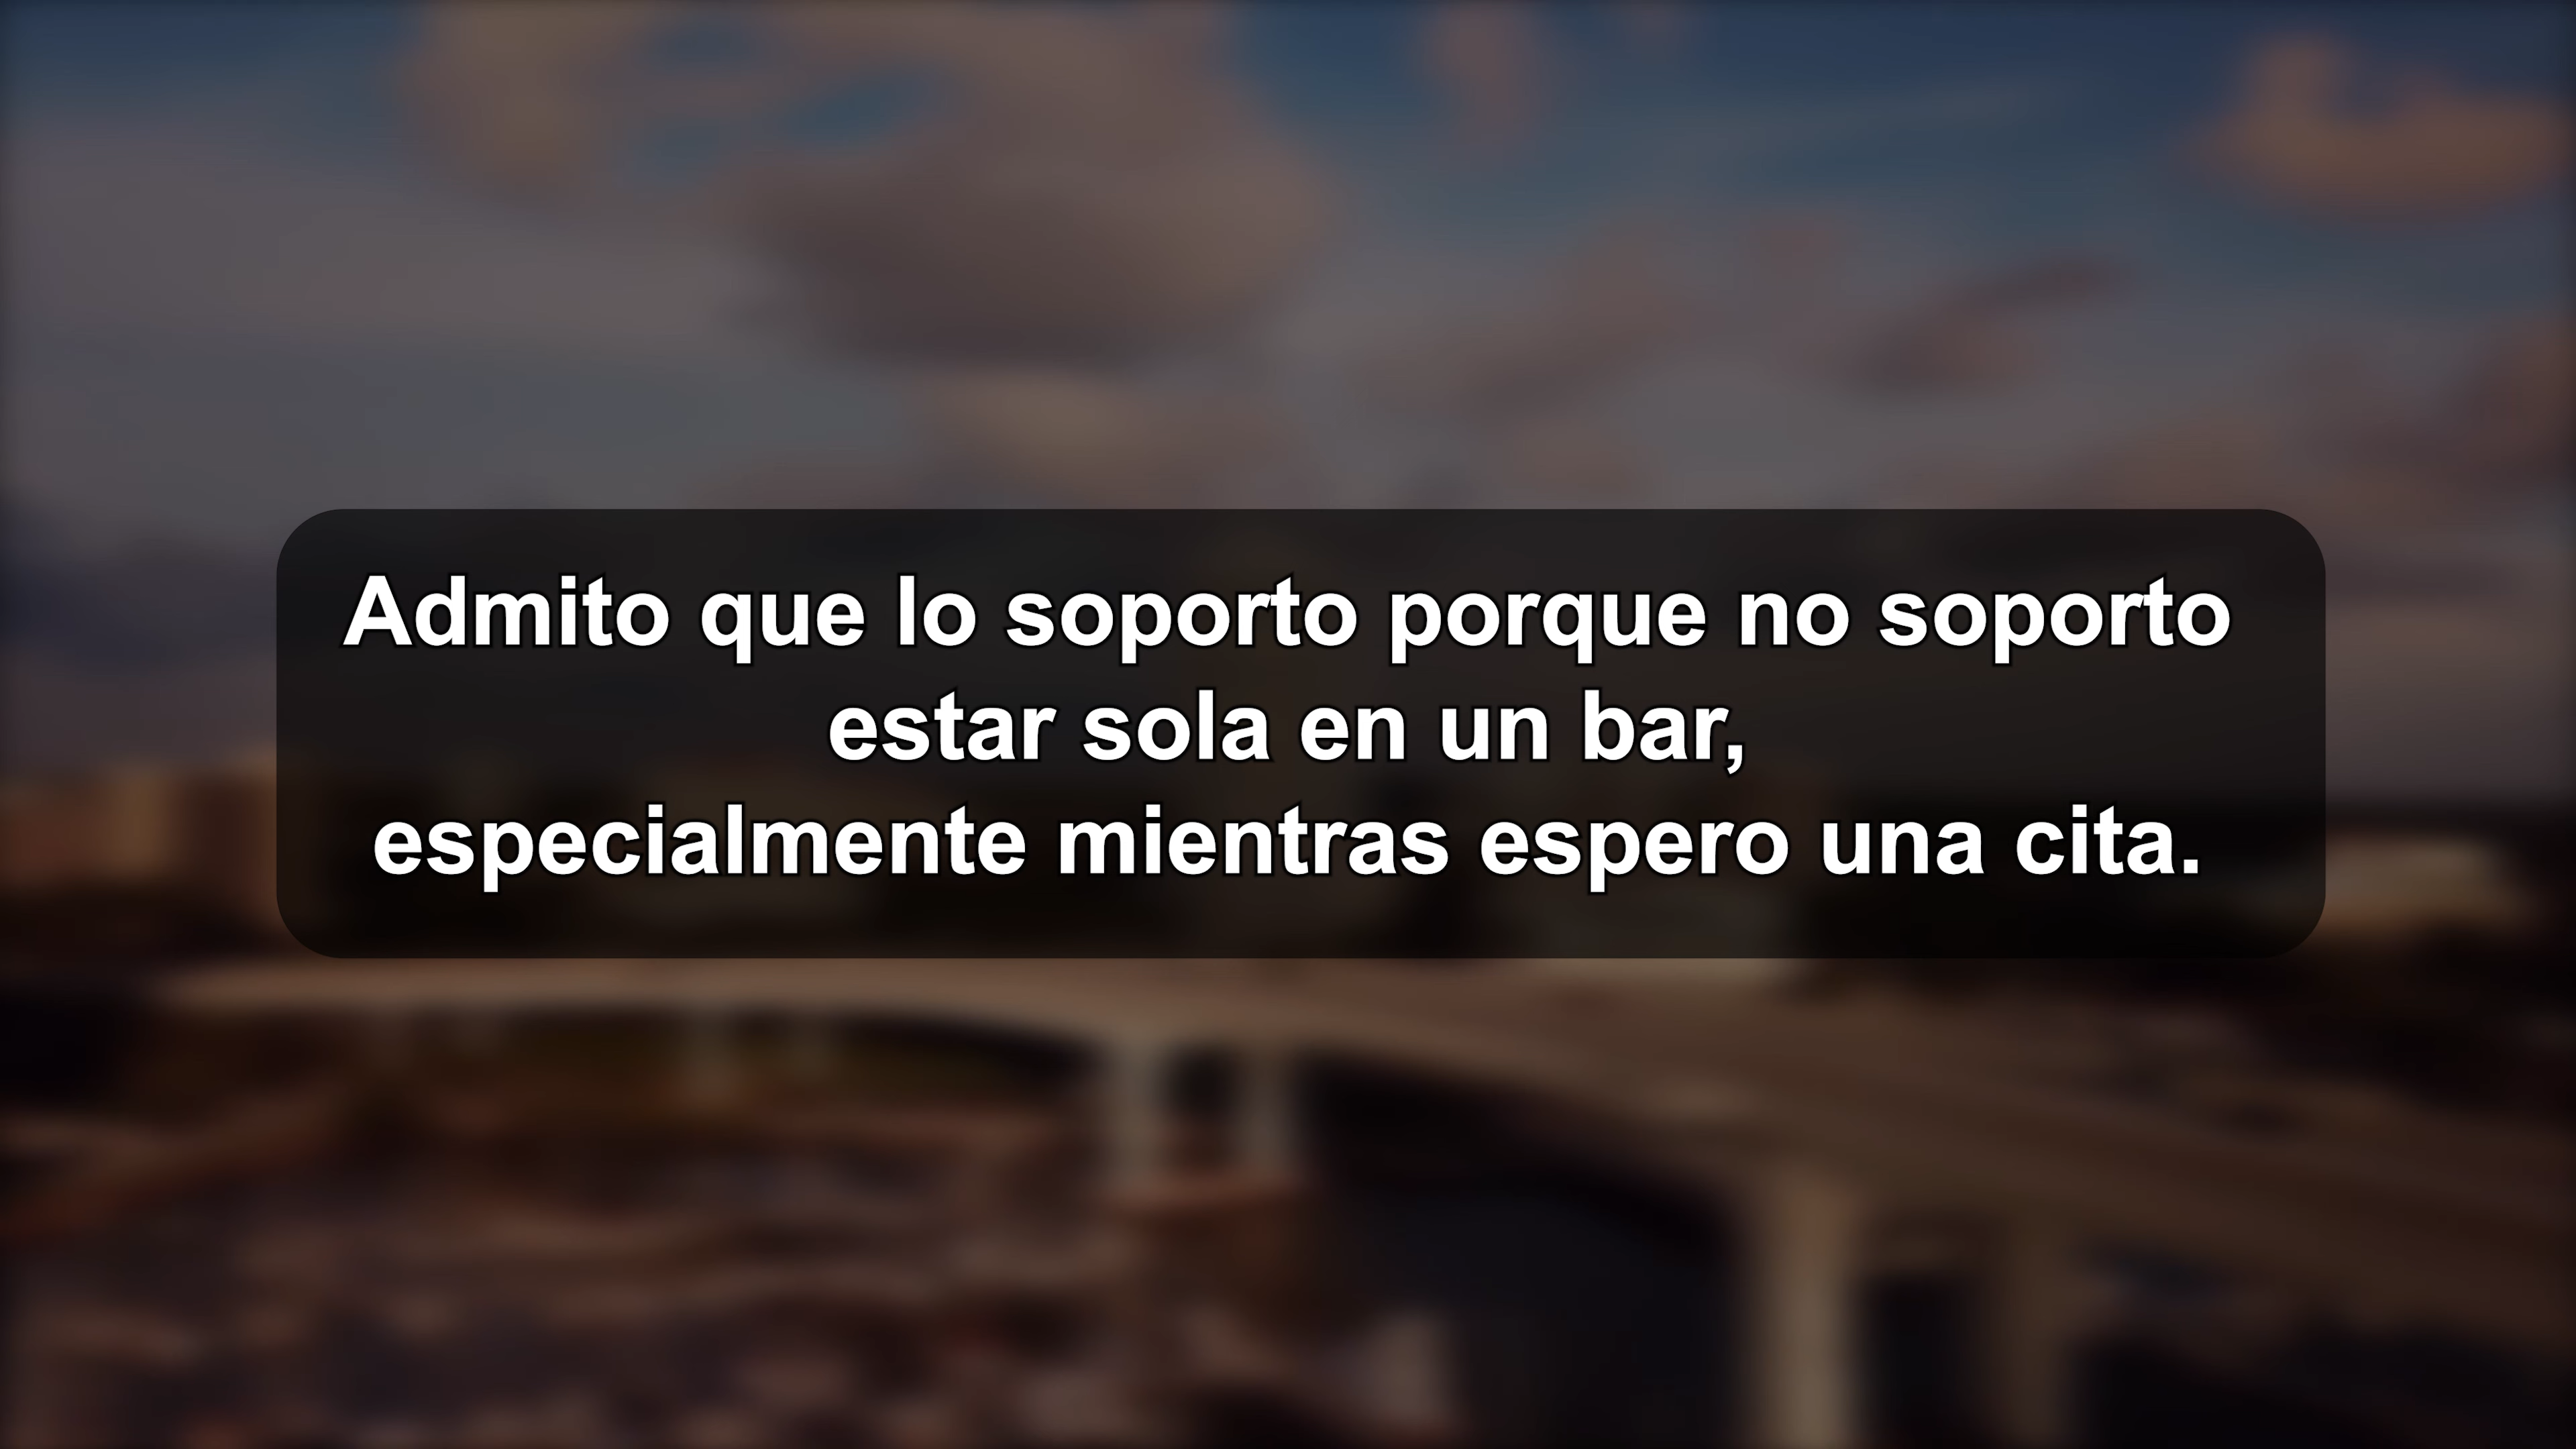 Admito que lo soporto porque no soporto
estar sola en un bar,
especialmente mientras espero una cita.